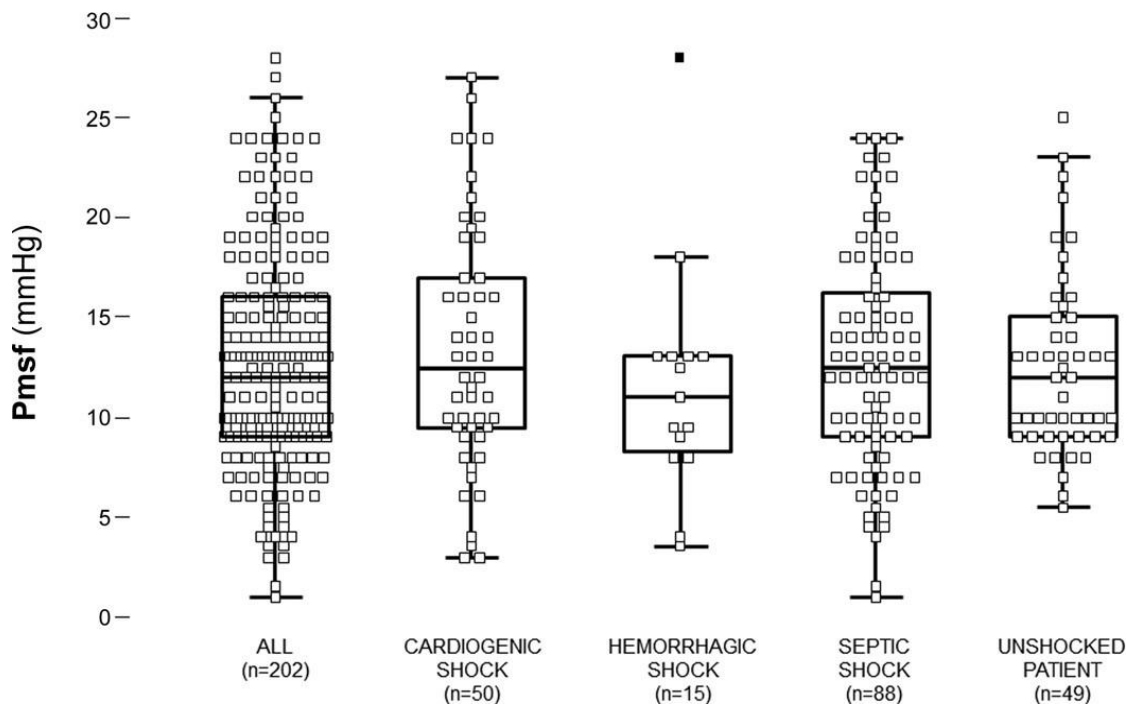 30
25
20
15
10
5
0
Pmsf (mmHg)
ALL
(n=202)
CARDIOGENIC
SHOCK
(n=50)
HEMORRHAGIC
SHOCK
(n=15)
SEPTIC
SHOCK
(n=88)
UNSHOCKED
PATIENT
(n=49)